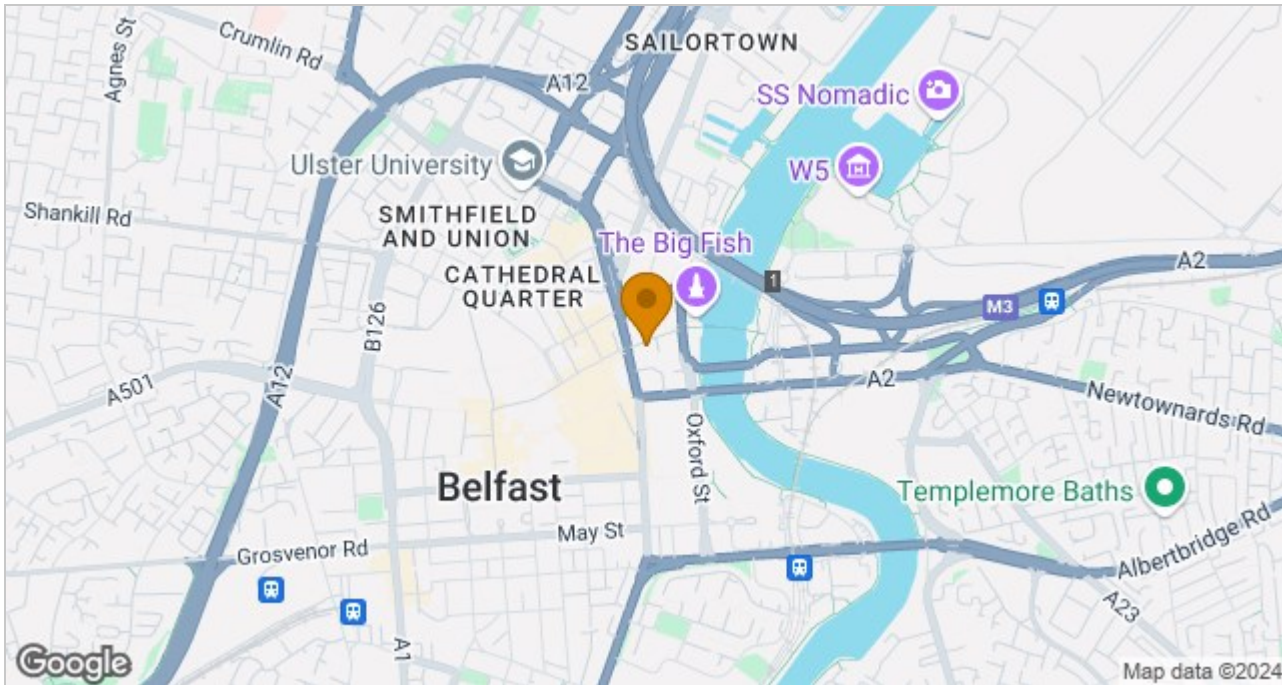 SAILORTOWN
Crumlin Rd
Agnes St
A12
SS Nomadic
Ulster University
W5
Shankill Rd
SMITHFIELD
AND UNION
The Big Fish
CATHEDRAL
QUARTER
1
A2
M3
B126
A501
A12
A2
Newtownards Rd
Oxford St
Belfast
Templemore Baths
May St
Grosvenor Rd
Albertbridge Rd
A23
A1
Google
Map data ©2024